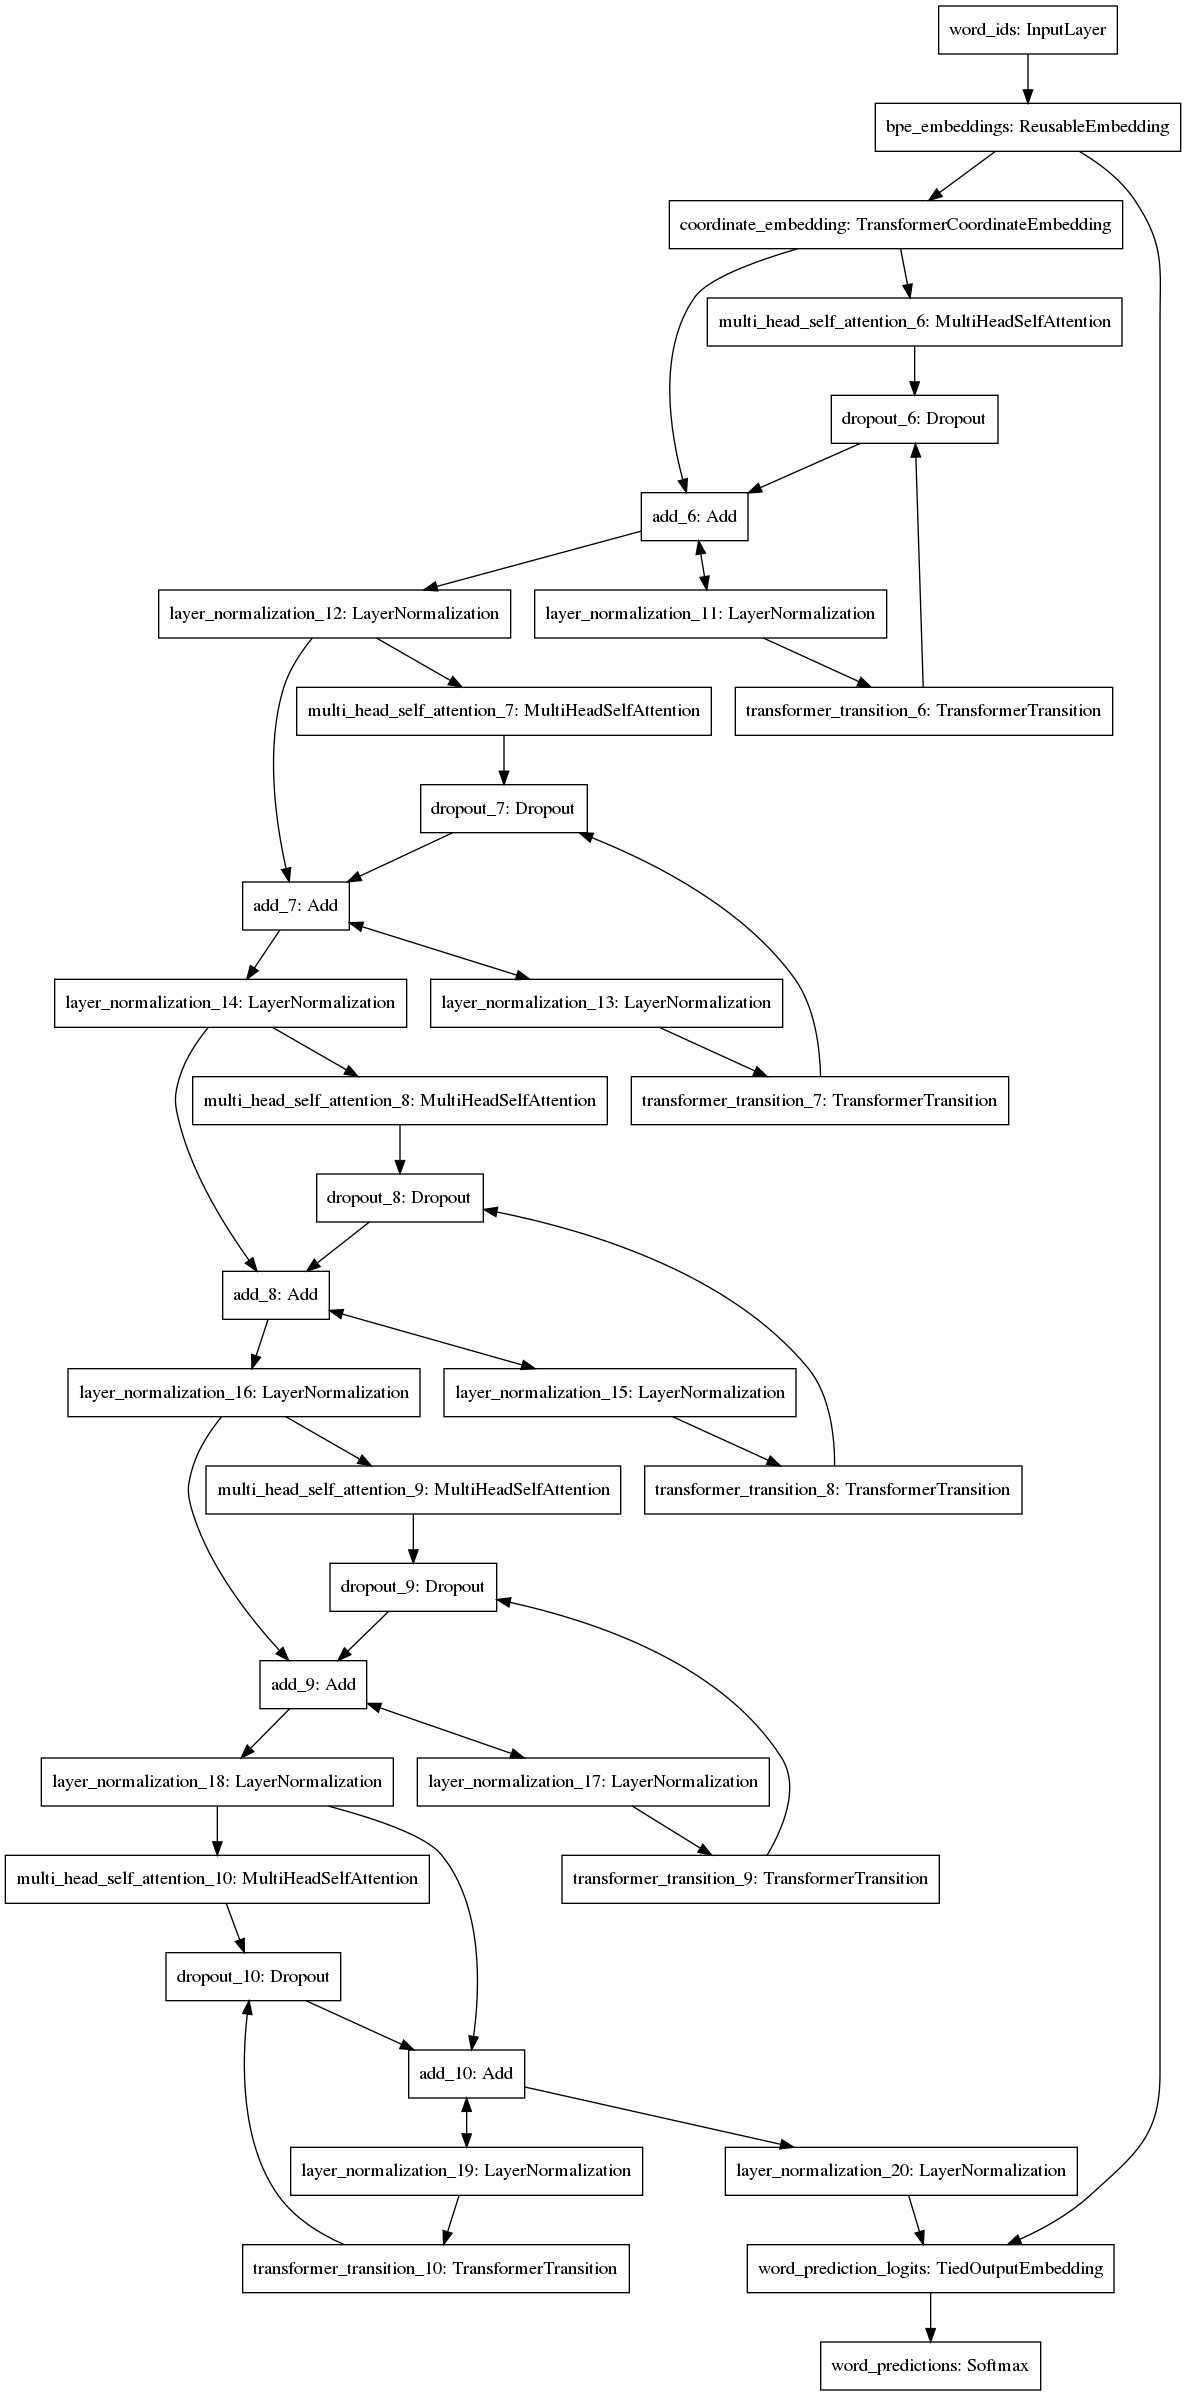 word_ids: InputLayer
bpe_embeddings: ReusableEmbedding
coordinate_embedding: TransformerCoordinateEmbedding
multi_head_self_attention_6: MultiHeadSelfAttention
dropout_6: Dropout
add_6: Add
layer_normalization_12: LayerNormalization
layer_normalization_11: LayerNormalization
multi_head_self_attention_7: MultiHeadSelfAttention
transformer_transition_6: TransformerTransition
dropout_7: Dropout
add_7: Add
layer_normalization_14: LayerNormalization
layer_normalization_13: LayerNormalization
multi_head_self_attention_8: MultiHeadSelfAttention
transformer_transition_7: TransformerTransition
dropout_8: Dropout
add_8: Add
layer_normalization_16: LayerNormalization
layer_normalization_15: LayerNormalization
multi_head_self_attention_9: MultiHeadSelfAttention
transformer_transition_8: TransformerTransition
dropout_9: Dropout
add_9: Add
layer_normalization_18: LayerNormalization
layer_normalization_17: LayerNormalization
multi_head_self_attention_10: MultiHeadSelfAttention
transformer_transition_9: TransformerTransition
dropout_10: Dropout
add_10: Add
layer_normalization_19: LayerNormalization
layer_normalization_20: LayerNormalization
transformer_transition_10: TransformerTransition
word_prediction_logits: TiedOutputEmbedding
word_predictions: Softmax